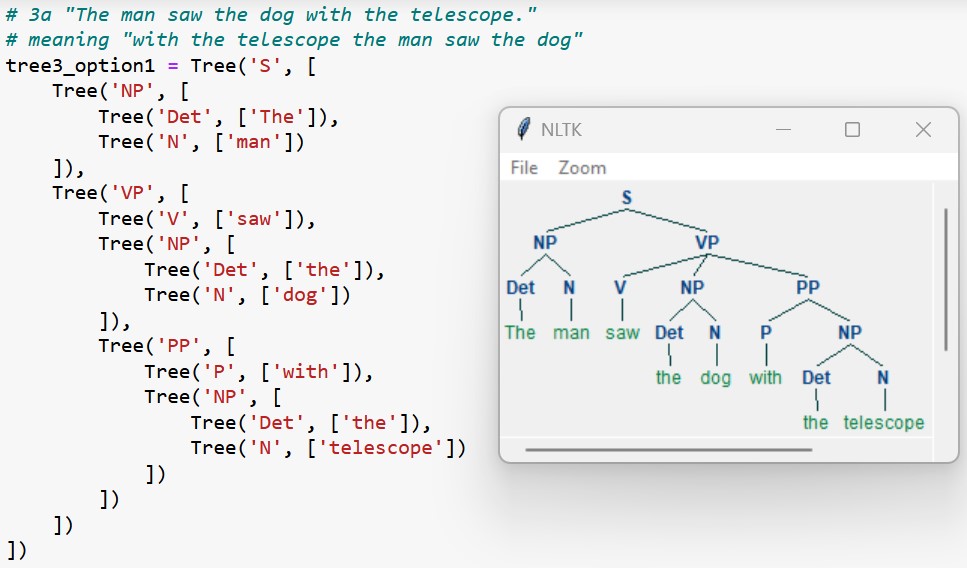 # 3a "The man saw the dog with the telescope."
# meaning "with the telescope the man saw the dog"
tree3_option1 = Tree('S', [
    Tree('NP', [
        Tree('Det', ['The']),
        Tree('N', ['man'])
    ]),
    Tree('VP', [
        Tree('V', ['saw']),
        Tree('NP', [
            Tree('Det', ['the']),
            Tree('N', ['dog'])
        ]),
        Tree('PP', [
            Tree('P', ['with']),
            Tree('NP', [
                Tree('Det', ['the']),
                Tree('N', ['telescope'])
            ])
        ])
    ])
])
NLTK
File Zoom
S
NP VP
Det N V NP PP
The man saw Det N P NP
the dog with Det N
the telescope